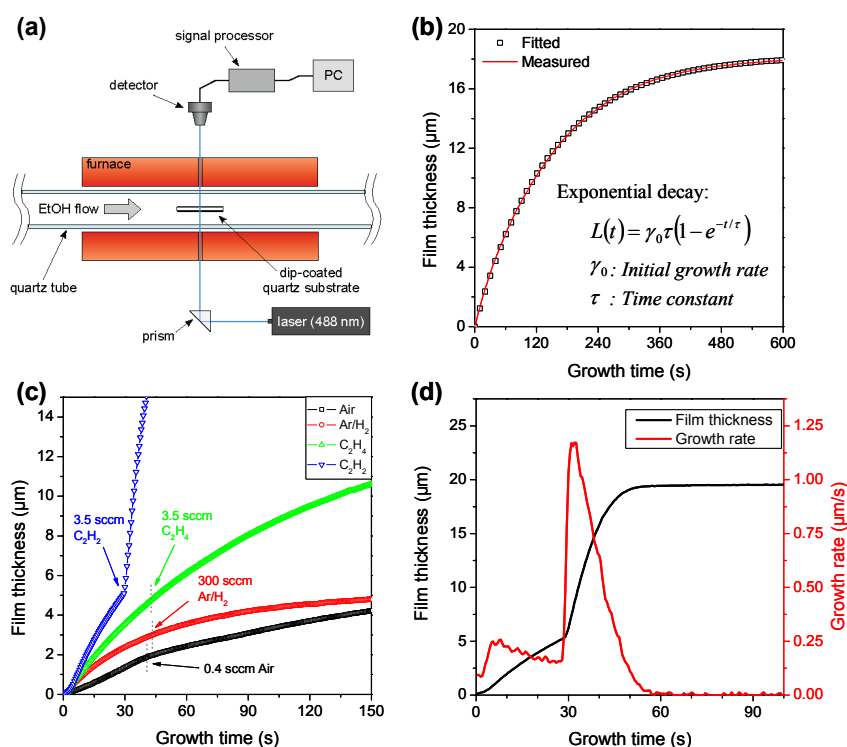 (a)
signal processor
PC
detector
furnace
EtOH flow
quartz tube
dip-coated
quartz substrate
prism
laser (488 nm)
(b)
Film thickness (µm)
20
16
12
8
4
0
Fitted
Measured
Exponential decay:
L(t) = γ₀τ(1 − e^{−t/τ})
γ₀ : Initial growth rate
τ : Time constant
0 120 240 360 480 600
Growth time (s)
(c)
Film thickness (µm)
14
12
10
8
6
4
2
0
Air
Ar/H₂
C₂H₄
C₂H₂
3.5 sccm
C₂H₂
3.5 sccm
C₂H₄
300 sccm
Ar/H₂
0.4 sccm Air
0 30 60 90 120 150
Growth time (s)
(d)
Film thickness (µm)
25
20
15
10
5
0
Film thickness
Growth rate
1.25
1.00
0.75
0.50
0.25
0.00
Growth rate (µm/s)
0 30 60 90
Growth time (s)